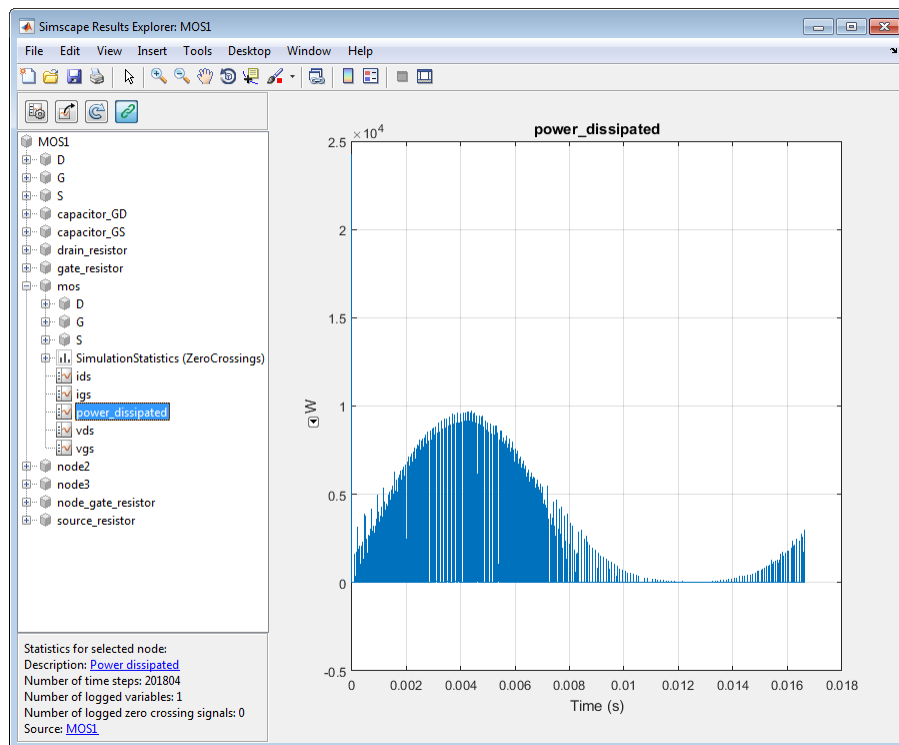 Simscape Results Explorer: MOS1
File Edit View Insert Tools Desktop Window Help
MOS1
D
G
S
capacitor_GD
capacitor_GS
drain_resistor
gate_resistor
mos
D
G
S
SimulationStatistics (ZeroCrossings)
ids
igs
power_dissipated
vds
vgs
node2
node3
node_gate_resistor
source_resistor
Statistics for selected node:
Description: Power dissipated
Number of time steps: 201804
Number of logged variables: 1
Number of logged zero crossing signals: 0
Source: MOS1
power_dissipated
×10⁴
2.5
2
1.5
1
0.5
0
-0.5
W
0 0.002 0.004 0.006 0.008 0.01 0.012 0.014 0.016 0.018
Time (s)